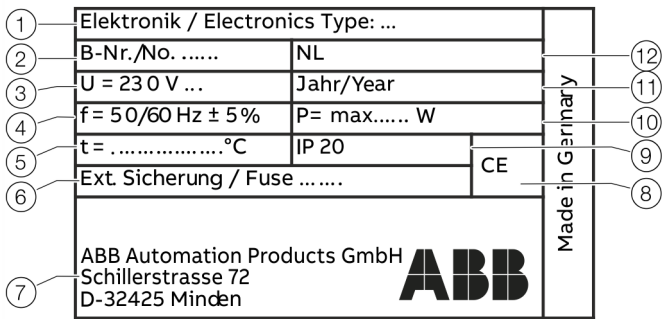 1 Elektronik / Electronics Type: ...
2 B-Nr./No. ...... NL 12
3 U = 230 V ... Jahr/Year 11
4 f = 50/60 Hz ± 5% P= max...... W 10
5 t = . .................°C IP 20 9
6 Ext. Sicherung / Fuse ....... CE 8
Made in Germany
ABB Automation Products GmbH
7 Schillerstrasse 72
D-32425 Minden
ABB